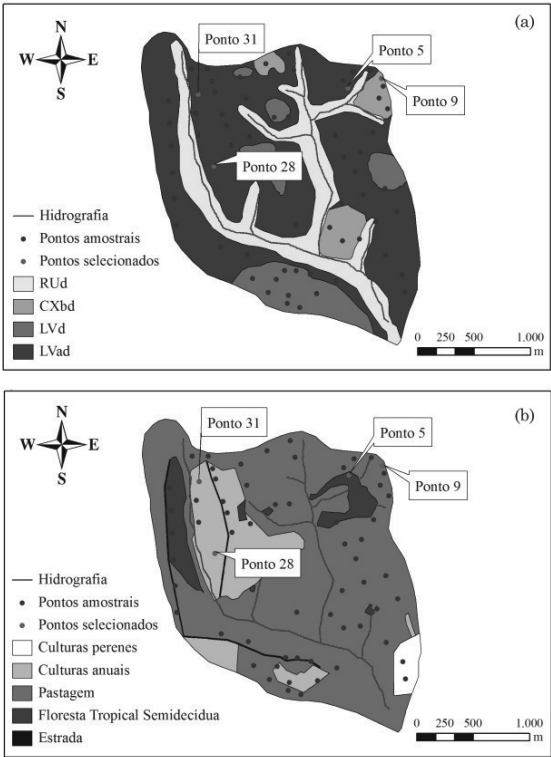 (a)
N
W E
S
Ponto 31
Ponto 5
Ponto 9
Ponto 28
Hidrografia
Pontos amostrais
Pontos selecionados
RUd
CXbd
LVd
LVad
0 250 500 1.000
m
(b)
N
W E
S
Ponto 31
Ponto 5
Ponto 9
Ponto 28
Hidrografia
Pontos amostrais
Pontos selecionados
Culturas perenes
Culturas anuais
Pastagem
Floresta Tropical Semidecídua
Estrada
0 250 500 1.000
m